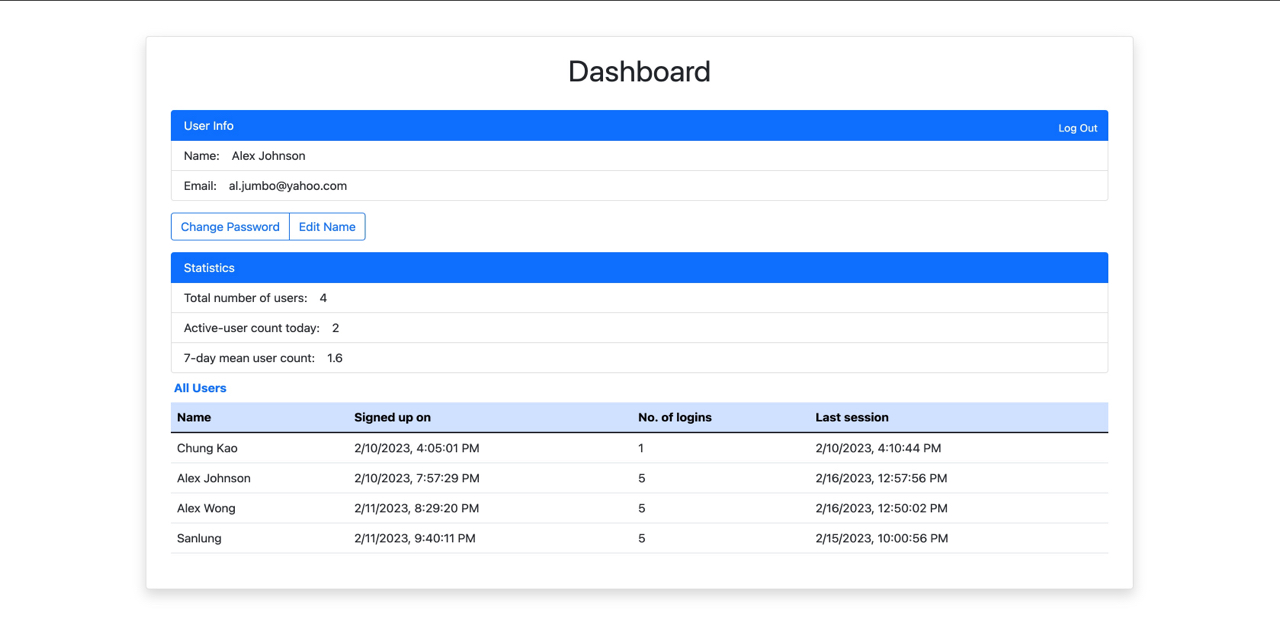 Dashboard
User Info Log Out
Name: Alex Johnson
Email: al.jumbo@yahoo.com
Change Password Edit Name
Statistics
Total number of users: 4
Active-user count today: 2
7-day mean user count: 1.6
All Users
Name Signed up on No. of logins Last session
Chung Kao 2/10/2023, 4:05:01 PM 1 2/10/2023, 4:10:44 PM
Alex Johnson 2/10/2023, 7:57:29 PM 5 2/16/2023, 12:57:56 PM
Alex Wong 2/11/2023, 8:29:20 PM 5 2/16/2023, 12:50:02 PM
Sanlung 2/11/2023, 9:40:11 PM 5 2/15/2023, 10:00:56 PM